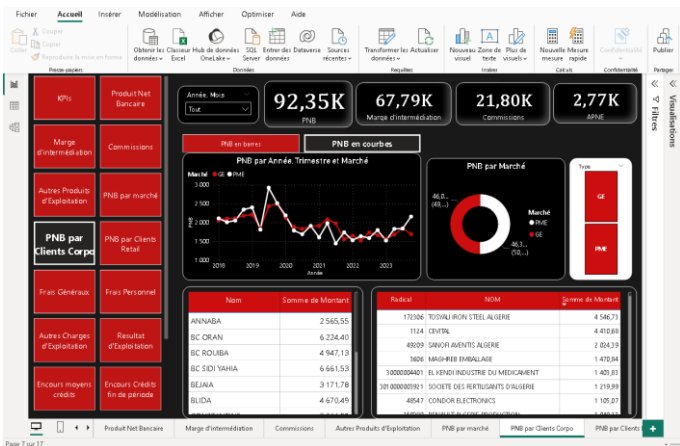 Fichier Accueil Insérer Modélisation Afficher Optimiser Aide
Coller
Couper
Copier
Reproduire la mise en forme
Presse-papiers
Obtenir les données
Classeur Excel
Hub de données OneLake
SQL Server
Entrer des données
Dataverse
Sources récentes
Données
Transformer les données
Actualiser
Requêtes
Nouveau visuel
Zone de texte
Plus de visuels
Insérer
Nouvelle mesure
Mesure rapide
Calculs
Confidentialité
Confidentialité
Publier
Partager
KPIs
Produit Net Bancaire
Marge d'intermédiation
Commissions
Autres Produits d'Exploitation
PNB par marché
PNB par Clients Corpo
PNB par Clients Retail
Frais Généraux
Frais Personnel
Autres Charges d'Exploitation
Resultat d'Exploitation
Encours moyens crédits
Encours Crédits fin de période
Année, Mois
Tout
92,35K
PNB
67,79K
Marge d'intermédiation
21,80K
Commissions
2,77K
APNE
PNB en barres
PNB en courbes
PNB par Année, Trimestre et Marché
Marché GE PME
3 000
2 500
2 000
1 500
1 000
PNB
2018 2019 2020 2021 2022 2023
Année
PNB par Marché
46,0...
(49,...)
46,3...
(50,...)
Marché
PME
GE
Type
GE
PME
Filtres
Visualisations
Nom Somme de Montant
ANNABA 2 565,55
BC ORAN 6 224,40
BC ROUIBA 4 947,13
BC SIDI YAHIA 6 661,53
BEJAIA 3 171,78
BLIDA 4 670,49
Radical NOM Somme de Montant
172306 TOSYALI IRON STEEL ALGERIE 4 546,71
1124 CEVITAL 4 410,68
49209 SANOFI AVENTIS ALGERIE 2 024,39
3606 MAGHREB EMBALLAGE 1 470,84
30000004401 EL KENDI INDUSTRIE DU MEDICAMENT 1 403,83
3010000003921 SOCIETE DES FERTILISANTS D'ALGERIE 1 219,99
48547 CONDOR ELECTRONICS 1 105,07
Produit Net Bancaire Marge d'intermédiation Commissions Autres Produits d'Exploitation PNB par marché PNB par Clients Corpo PNB par Clients
Page 7 sur 17